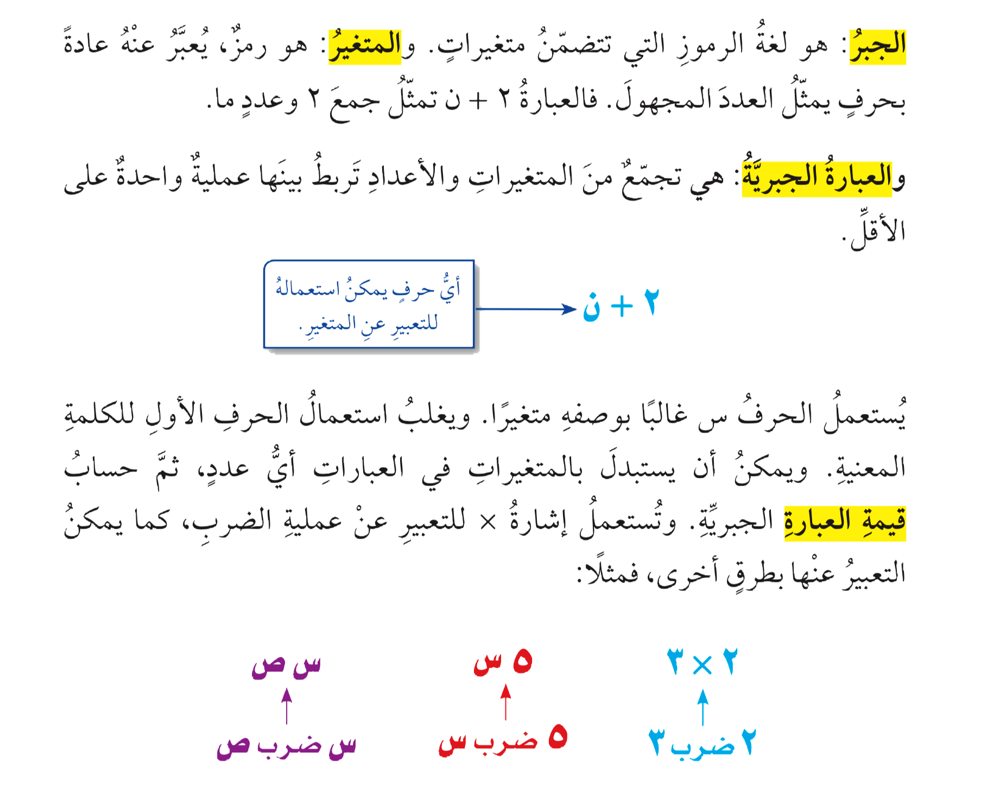 الجبرُ: هو لغةُ الرموزِ التي تتضمّنُ متغيراتٍ. والمتغيرُ: هو رمزٌ، يُعبَّرُ عنْهُ عادةً
بحرفٍ يمثّلُ العددَ المجهولَ. فالعبارةُ ٢ + ن تمثّلُ جمعَ ٢ وعددٍ ما.
والعبارةُ الجبريَّةُ: هي تجمّعٌ منَ المتغيراتِ والأعدادِ تَربطُ بينَها عمليةٌ واحدةٌ على
الأقلِّ.
٢ + ن
أيُّ حرفٍ يمكنُ استعمالهُ
للتعبيرِ عنِ المتغيرِ.
يُستعملُ الحرفُ س غالبًا بوصفهِ متغيرًا. ويغلبُ استعمالُ الحرفِ الأولِ للكلمةِ
المعنيةِ. ويمكنُ أن يستبدلَ بالمتغيراتِ في العباراتِ أيُّ عددٍ، ثمَّ حسابُ
قيمةِ العبارةِ الجبريِّةِ. وتُستعملُ إشارةُ × للتعبيرِ عنْ عمليةِ الضربِ، كما يمكنُ
التعبيرُ عنْها بطرقٍ أخرى، فمثلًا:
٢ × ٣
٥ س
س ص
٢ ضرب ٣
٥ ضرب س
س ضرب ص